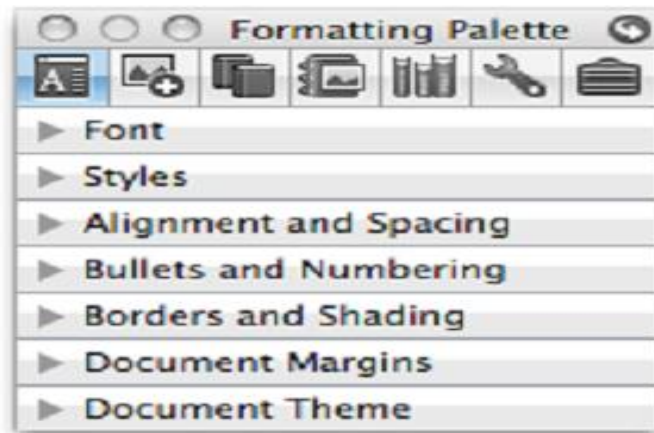 Formatting Palette
A
Font
Styles
Alignment and Spacing
Bullets and Numbering
Borders and Shading
Document Margins
Document Theme